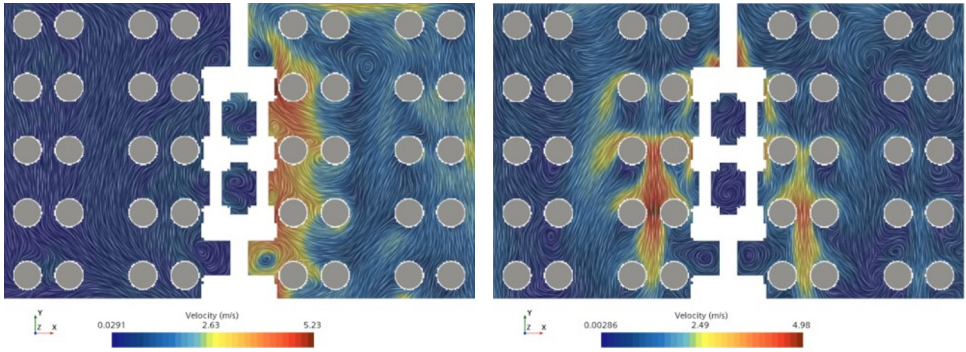 Y
Z X
Velocity (m/s)
0.0291 2.63 5.23
Y
Z X
Velocity (m/s)
0.00286 2.49 4.98